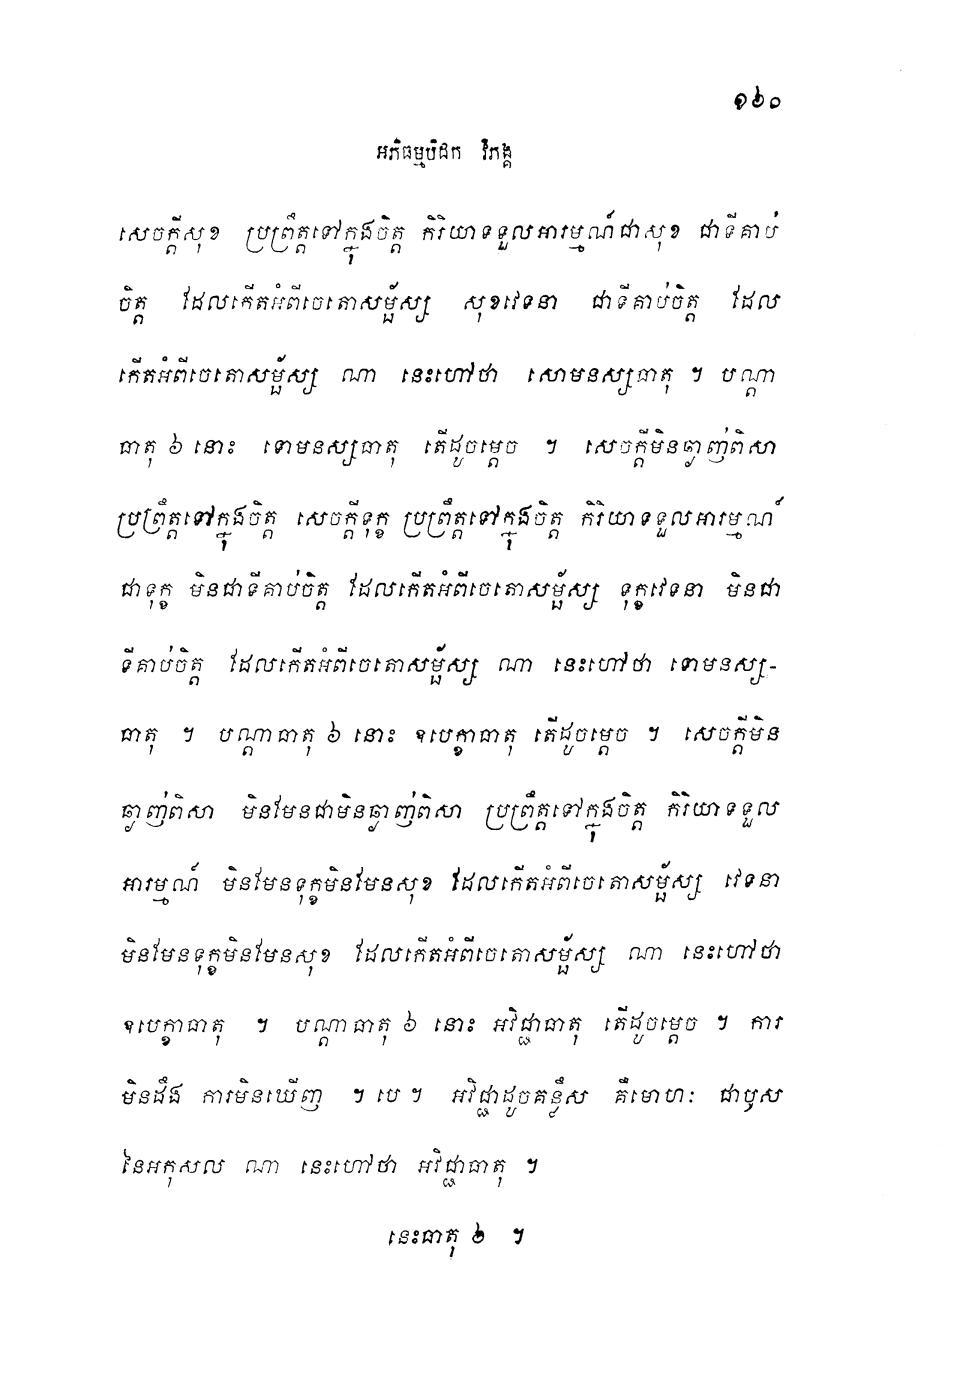 ១៦០
អភិធម្មបិដក វិភង្គ
សេចក្តីសុខ ប្រព្រឹត្តទៅក្នុងចិត្ត កិរិយាទទួលអារម្មណ៍ជាសុខ ជាទីគាប់
ចិត្ត ដែលកើតអំពីចេតោសម្ផ័ស្ស សុខវេទនា ជាទីគាប់ចិត្ត ដែល
កើតអំពីចេតោសម្ផ័ស្ស ណា នេះហៅថា សោមនស្សធាតុ ។ បណ្តា
ធាតុ ៦ នោះ ទោមនស្សធាតុ តើដូចម្តេច ។ សេចក្តីមិនឆ្ងាញ់ពិសា
ប្រព្រឹត្តទៅក្នុងចិត្ត សេចក្តីទុក្ខ ប្រព្រឹត្តទៅក្នុងចិត្ត កិរិយាទទួលអារម្មណ៍
ជាទុក្ខ មិនជាទីគាប់ចិត្ត ដែលកើតអំពីចេតោសម្ផ័ស្ស ទុក្ខវេទនា មិនជា
ទីគាប់ចិត្ត ដែលកើតអំពីចេតោសម្ផ័ស្ស ណា នេះហៅថា ទោមនស្ស-
ធាតុ ។ បណ្តាធាតុ ៦ នោះ ឧបេក្ខាធាតុ តើដូចម្តេច ។ សេចក្តីមិន
ឆ្ងាញ់ពិសា មិនមែនជាមិនឆ្ងាញ់ពិសា ប្រព្រឹត្តទៅក្នុងចិត្ត កិរិយាទទួល
អារម្មណ៍ មិនមែនទុក្ខមិនមែនសុខ ដែលកើតអំពីចេតោសម្ផ័ស្ស វេទនា
មិនមែនទុក្ខមិនមែនសុខ ដែលកើតអំពីចេតោសម្ផ័ស្ស ណា នេះហៅថា
ឧបេក្ខាធាតុ ។ បណ្តាធាតុ ៦ នោះ អវិជ្ជាធាតុ តើដូចម្តេច ។ ការ
មិនដឹង ការមិនឃើញ ។ បេ ។ អវិជ្ជាដូចគន្លឹស គឺមោហៈ ជាឫស
នៃអកុសល ណា នេះហៅថា អវិជ្ជាធាតុ ។
នេះធាតុ ៦ ។